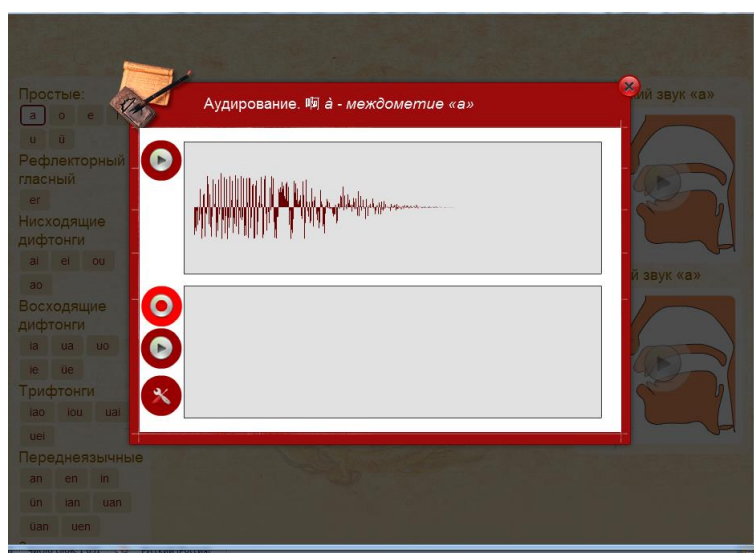 Аудирование. 啊 à - междометие «а»
Простые:
a o e
u ü
Рефлекторный
гласный
er
Нисходящие
дифтонги
ai ei ou
ao
Восходящие
дифтонги
ia ua uo
ie üe
Трифтонги
iao iou uai
uei
Переднеязычные
an en in
ün ian uan
üan uen
звук «а»
звук «а»